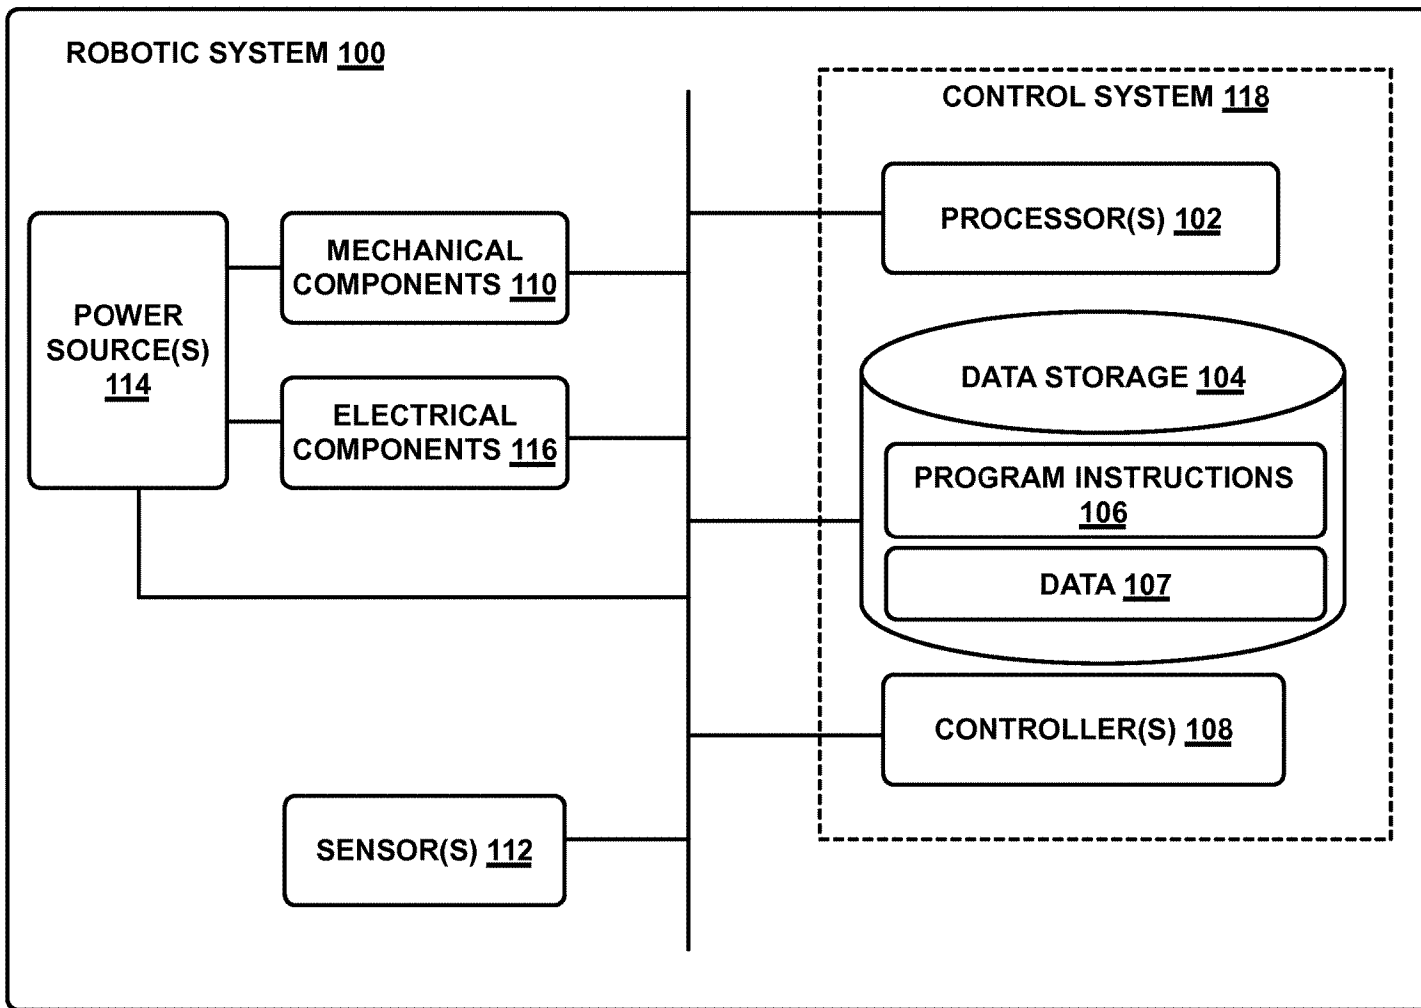 ROBOTIC SYSTEM 100
CONTROL SYSTEM 118
PROCESSOR(S) 102
MECHANICAL
COMPONENTS 110
POWER
SOURCE(S)
114
DATA STORAGE 104
ELECTRICAL
COMPONENTS 116
PROGRAM INSTRUCTIONS
106
DATA 107
CONTROLLER(S) 108
SENSOR(S) 112